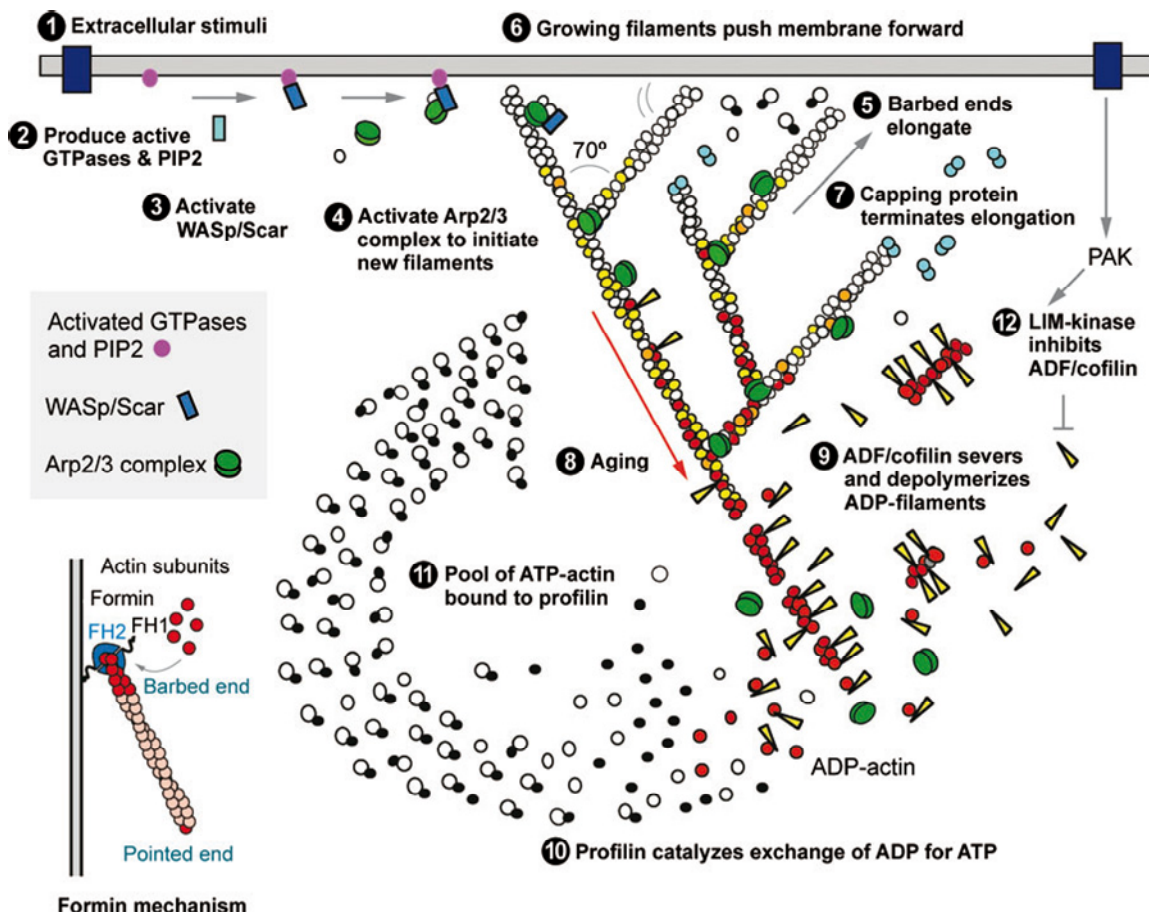 1 Extracellular stimuli
6 Growing filaments push membrane forward
2 Produce active
GTPases & PIP2
3 Activate
WASp/Scar
4 Activate Arp2/3
complex to initiate
new filaments
70º
5 Barbed ends
elongate
7 Capping protein
terminates elongation
PAK
12 LIM-kinase
inhibits
ADF/cofilin
Activated GTPases
and PIP2
WASp/Scar
Arp2/3 complex
8 Aging
9 ADF/cofilin severs
and depolymerizes
ADP-filaments
11 Pool of ATP-actin
bound to profilin
ADP-actin
10 Profilin catalyzes exchange of ADP for ATP
Actin subunits
Formin
FH2
FH1
Barbed end
Pointed end
Formin mechanism